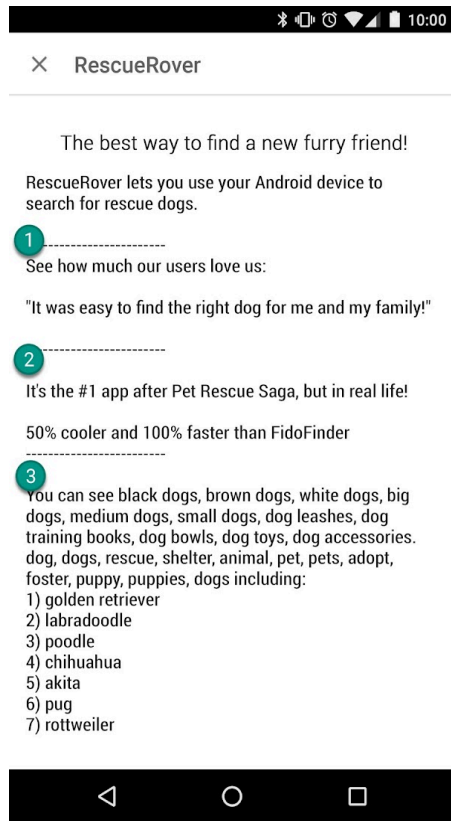 10:00
× RescueRover
The best way to find a new furry friend!
RescueRover lets you use your Android device to
search for rescue dogs.
1
-----------------------
See how much our users love us:
"It was easy to find the right dog for me and my family!"
2
-----------------------
It's the #1 app after Pet Rescue Saga, but in real life!
50% cooler and 100% faster than FidoFinder
-------------------------
3
You can see black dogs, brown dogs, white dogs, big
dogs, medium dogs, small dogs, dog leashes, dog
training books, dog bowls, dog toys, dog accessories.
dog, dogs, rescue, shelter, animal, pet, pets, adopt,
foster, puppy, puppies, dogs including:
1) golden retriever
2) labradoodle
3) poodle
4) chihuahua
5) akita
6) pug
7) rottweiler